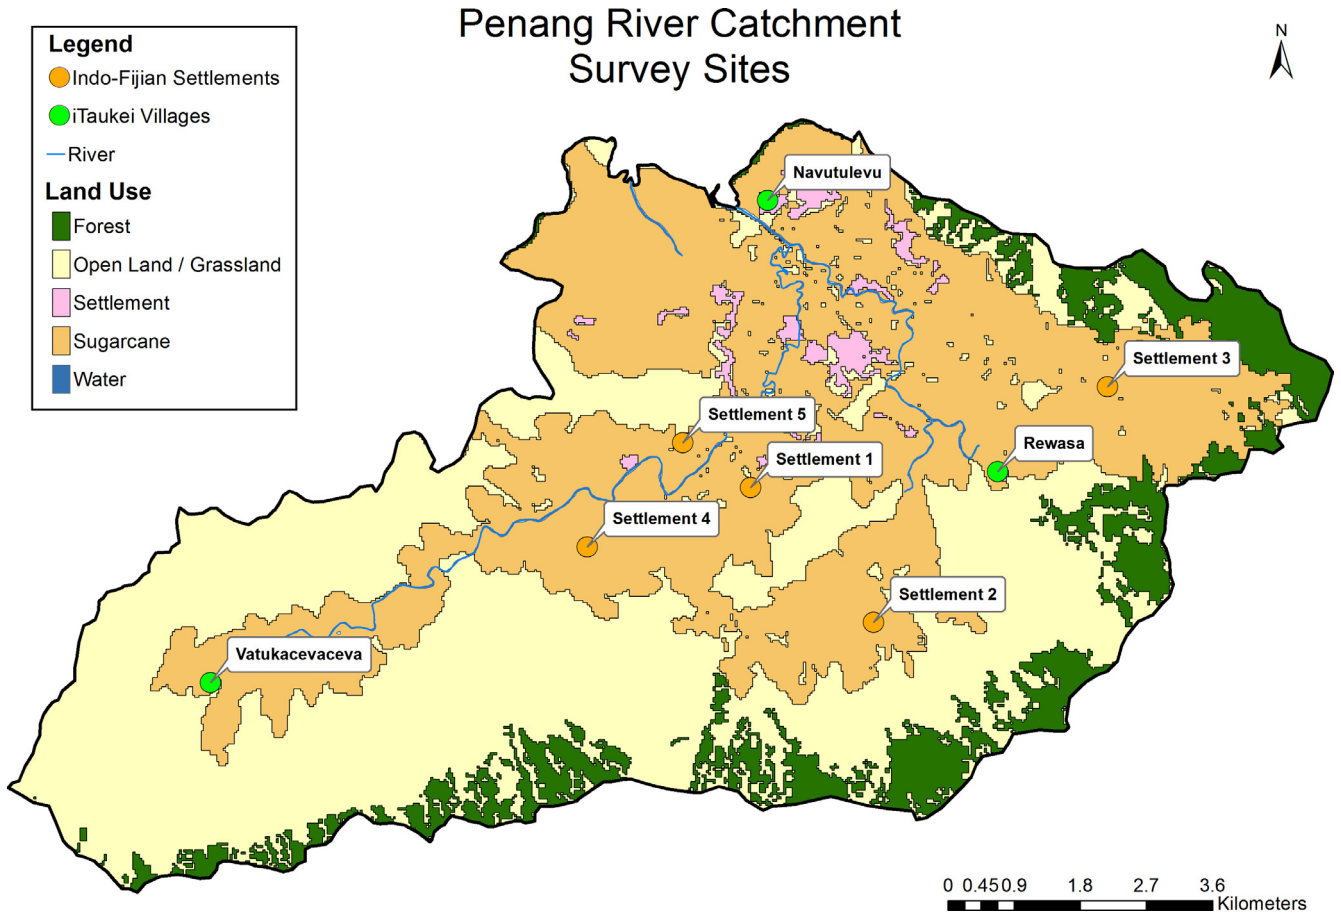 Penang River Catchment
Survey Sites
N
Legend
Indo-Fijian Settlements
iTaukei Villages
River
Land Use
Forest
Open Land / Grassland
Settlement
Sugarcane
Water
Navutulevu
Settlement 3
Settlement 5
Rewasa
Settlement 1
Settlement 4
Settlement 2
Vatukacevaceva
0 0.45 0.9 1.8 2.7 3.6
Kilometers